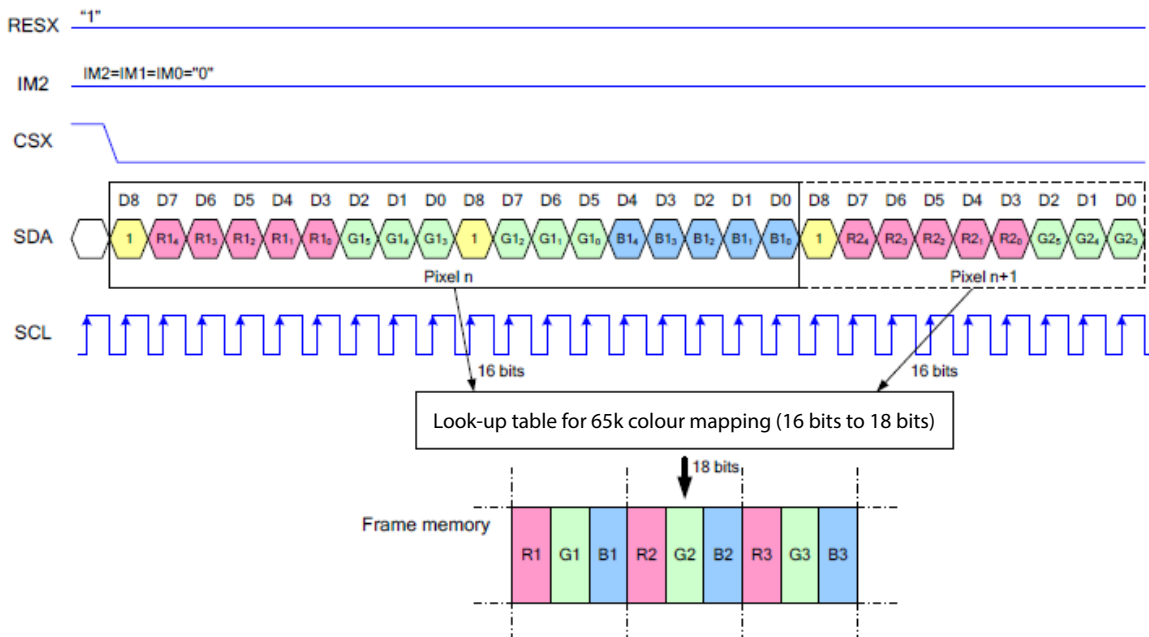 RESX “1”
IM2 IM2=IM1=IM0="0"
CSX
D8 D7 D6 D5 D4 D3 D2 D1 D0 D8 D7 D6 D5 D4 D3 D2 D1 D0 D8 D7 D6 D5 D4 D3 D2 D1 D0
SDA 1 R1₄ R1₃ R1₂ R1₁ R1₀ G1₅ G1₄ G1₃ 1 G1₂ G1₁ G1₀ B1₄ B1₃ B1₂ B1₁ B1₀ 1 R2₄ R2₃ R2₂ R2₁ R2₀ G2₅ G2₄ G2₃
Pixel n Pixel n+1
SCL
16 bits 16 bits
Look-up table for 65k colour mapping (16 bits to 18 bits)
18 bits
Frame memory
R1 G1 B1 R2 G2 B2 R3 G3 B3